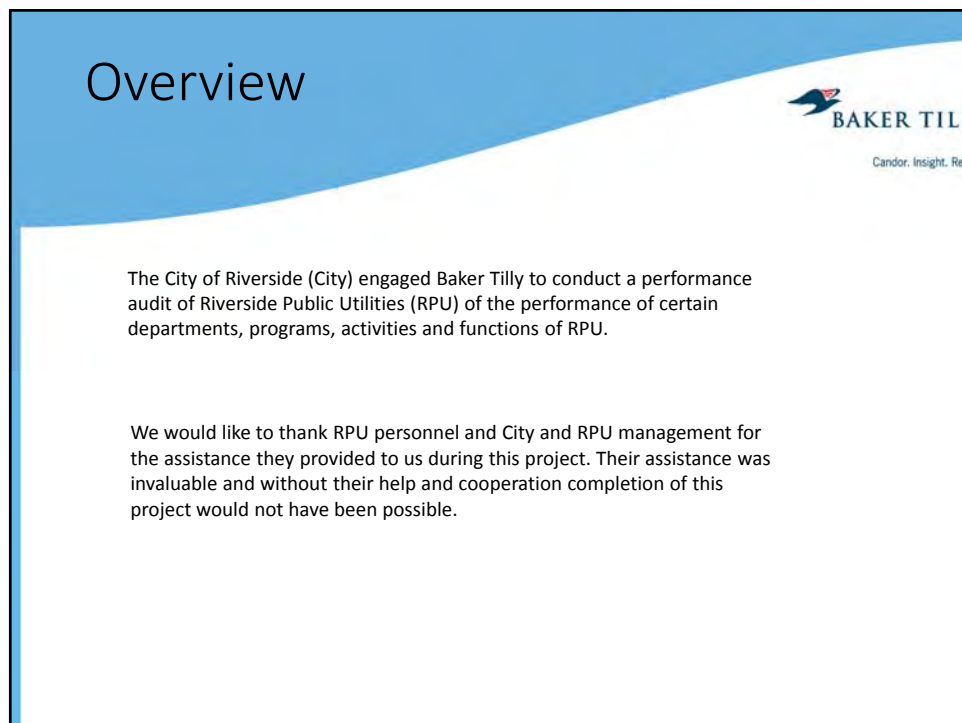 Overview
BAKER TIL
Candor. Insight. Re
The City of Riverside (City) engaged Baker Tilly to conduct a performance
audit of Riverside Public Utilities (RPU) of the performance of certain
departments, programs, activities and functions of RPU.
We would like to thank RPU personnel and City and RPU management for
the assistance they provided to us during this project. Their assistance was
invaluable and without their help and cooperation completion of this
project would not have been possible.